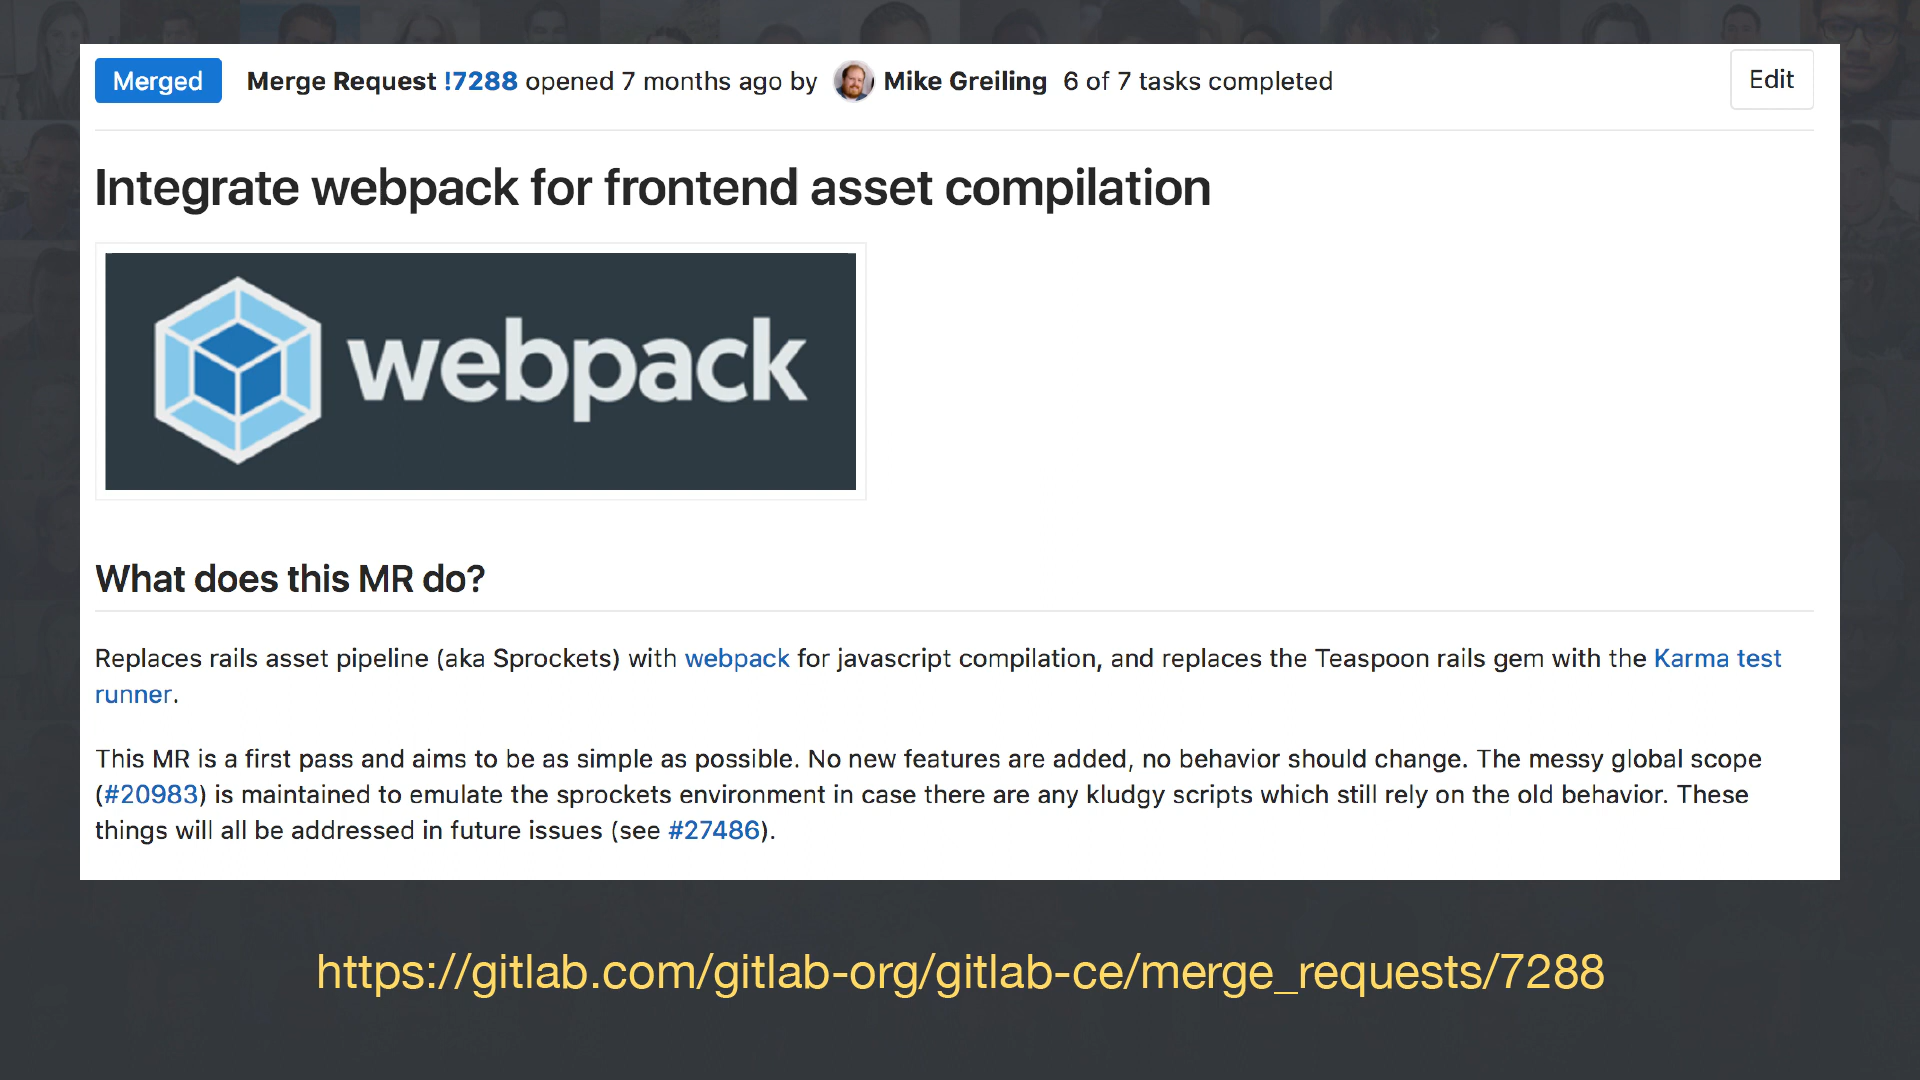 Merged Merge Request !7288 opened 7 months ago by Mike Greiling 6 of 7 tasks completed Edit
Integrate webpack for frontend asset compilation
webpack
What does this MR do?
Replaces rails asset pipeline (aka Sprockets) with webpack for javascript compilation, and replaces the Teaspoon rails gem with the Karma test
runner.
This MR is a first pass and aims to be as simple as possible. No new features are added, no behavior should change. The messy global scope
(#20983) is maintained to emulate the sprockets environment in case there are any kludgy scripts which still rely on the old behavior. These
things will all be addressed in future issues (see #27486).
https://gitlab.com/gitlab-org/gitlab-ce/merge_requests/7288